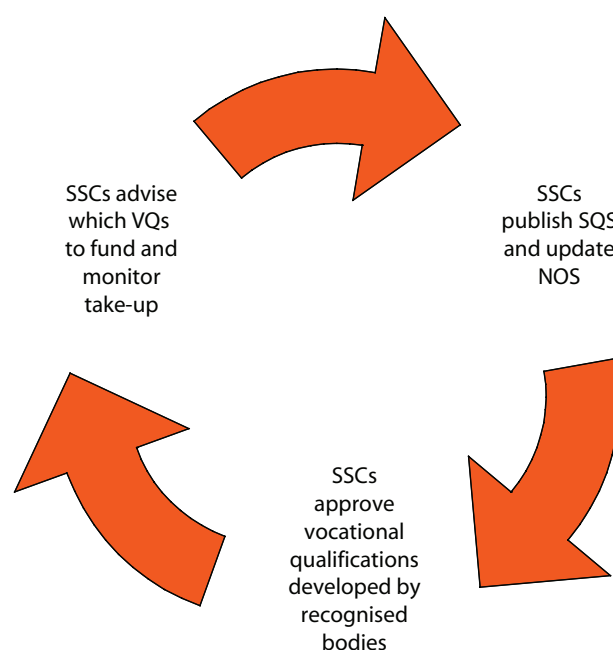 SSCs advise
which VQs
to fund and
monitor
take-up
SSCs
publish SQS
and update
NOS
SSCs
approve
vocational
qualifications
developed by
recognised
bodies